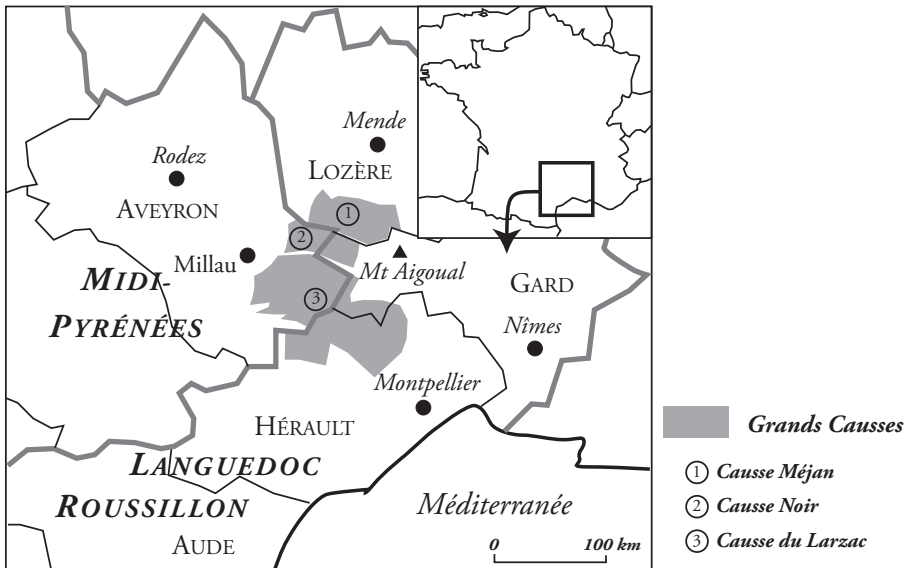 Mende
Rodez
LOZÈRE
1
AVEYRON
2
Millau
Mt Aigoual
MIDI-
PYRÉNÉES
3
GARD
Nîmes
Montpellier
HÉRAULT
LANGUEDOC
ROUSSILLON
Méditerranée
AUDE
0 100 km
Grands Causses
1 Causse Méjan
2 Causse Noir
3 Causse du Larzac